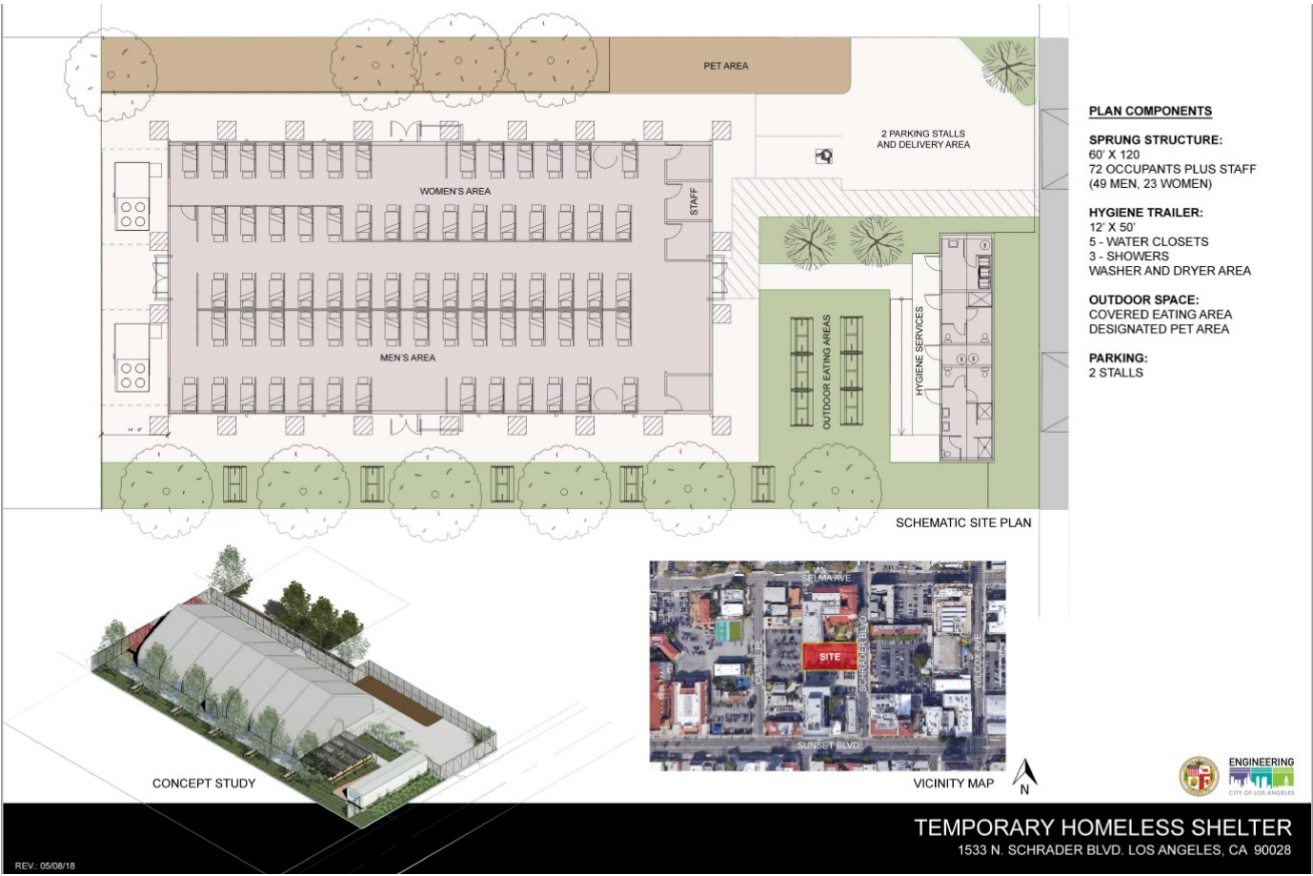 PET AREA
2 PARKING STALLS
AND DELIVERY AREA
WOMEN'S AREA
STAFF
MEN'S AREA
OUTDOOR EATING AREAS
HYGIENE SERVICES
14'- 6"
SCHEMATIC SITE PLAN
PLAN COMPONENTS
SPRUNG STRUCTURE:
60' X 120
72 OCCUPANTS PLUS STAFF
(49 MEN, 23 WOMEN)
HYGIENE TRAILER:
12' X 50'
5 - WATER CLOSETS
3 - SHOWERS
WASHER AND DRYER AREA
OUTDOOR SPACE:
COVERED EATING AREA
DESIGNATED PET AREA
PARKING:
2 STALLS
CONCEPT STUDY
SELMA AVE
SITE
SCHRADER BLVD
WILCOX AVE
SUNSET BLVD
VICINITY MAP
N
ENGINEERING
CITY OF LOS ANGELES
TEMPORARY HOMELESS SHELTER
1533 N. SCHRADER BLVD. LOS ANGELES, CA 90028
REV.: 05/08/18